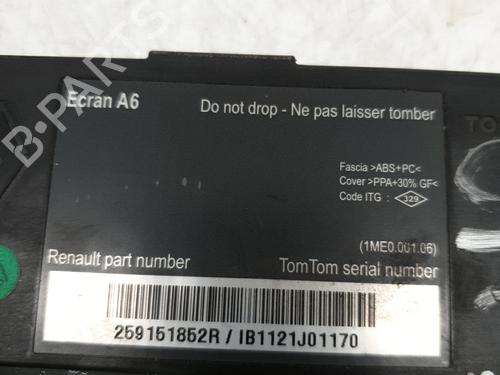 B-PARTS
Ecran A6
Do not drop - Ne pas laisser tomber
TO
Fascia >ABS+PC<
Cover >PPA+30% GF<
Code ITG : 329
(1ME0.001.06)
Renault part number
TomTom serial number
259151852R / IB1121J01170